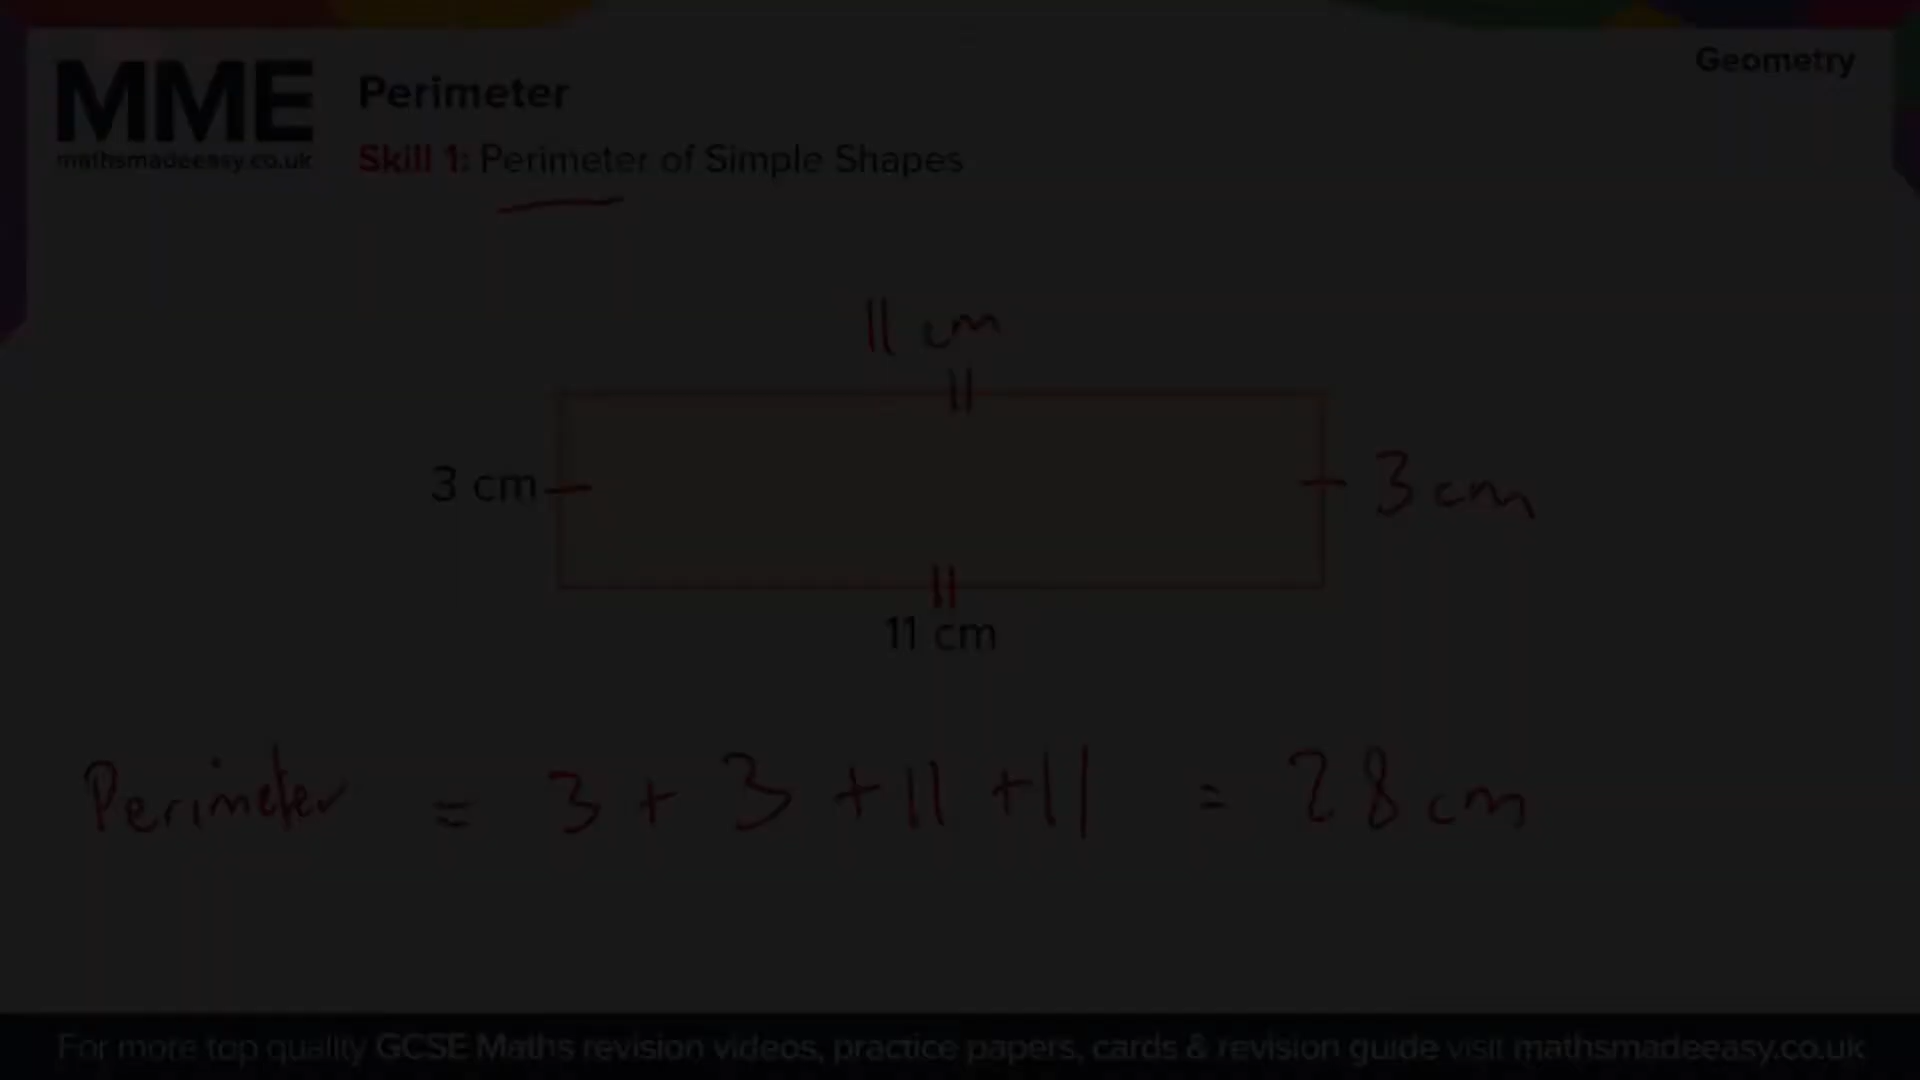 MME
mathsmadeeasy.co.uk
Perimeter
Skill 1: Perimeter of Simple Shapes
Geometry
11 cm
3 cm
3 cm
11 cm
Perimeter = 3 + 3 + 11 + 11 = 28 cm
For more top quality GCSE Maths revision videos, practice papers, cards & revision guide visit mathsmadeeasy.co.uk